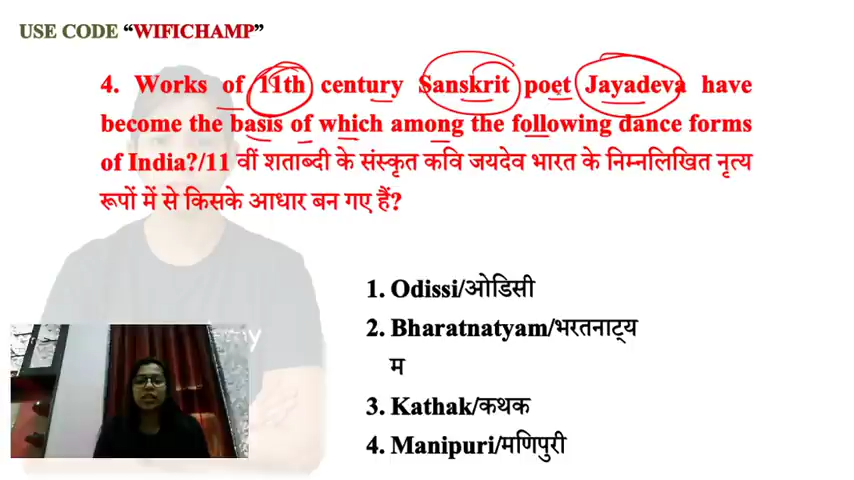 USE CODE “WIFICHAMP”
4. Works of 11th century Sanskrit poet Jayadeva have
become the basis of which among the following dance forms
of India?/11 वीं शताब्दी के संस्कृत कवि जयदेव भारत के निम्नलिखित नृत्य
रूपों में से किसके आधार बन गए हैं?
1. Odissi/ओडिसी
2. Bharatnatyam/भरतनाट्य
म
3. Kathak/कथक
4. Manipuri/मणिपुरी